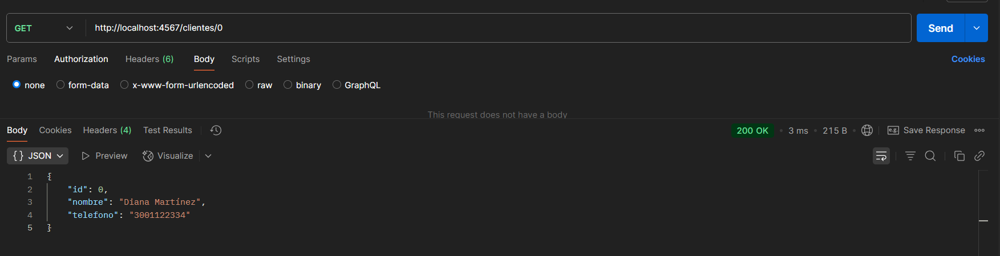 GET http://localhost:4567/clientes/0 Send
Params Authorization Headers (6) Body Scripts Settings Cookies
none form-data x-www-form-urlencoded raw binary GraphQL
This request does not have a body
Body Cookies Headers (4) Test Results 200 OK • 3 ms • 215 B • e.g. Save Response
{} JSON Preview Visualize
1 {
2 "id": 0,
3 "nombre": "Diana Martínez",
4 "telefono": "3001122334"
5 }